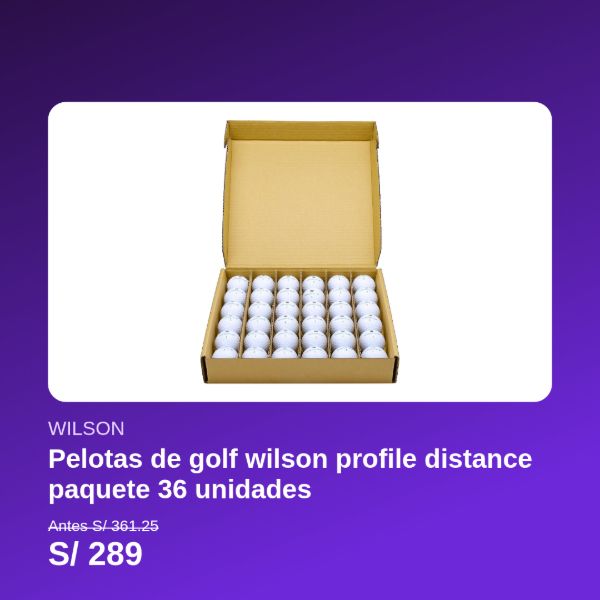 WILSON
Pelotas de golf wilson profile distance
paquete 36 unidades
Antes S/ 361.25
S/ 289